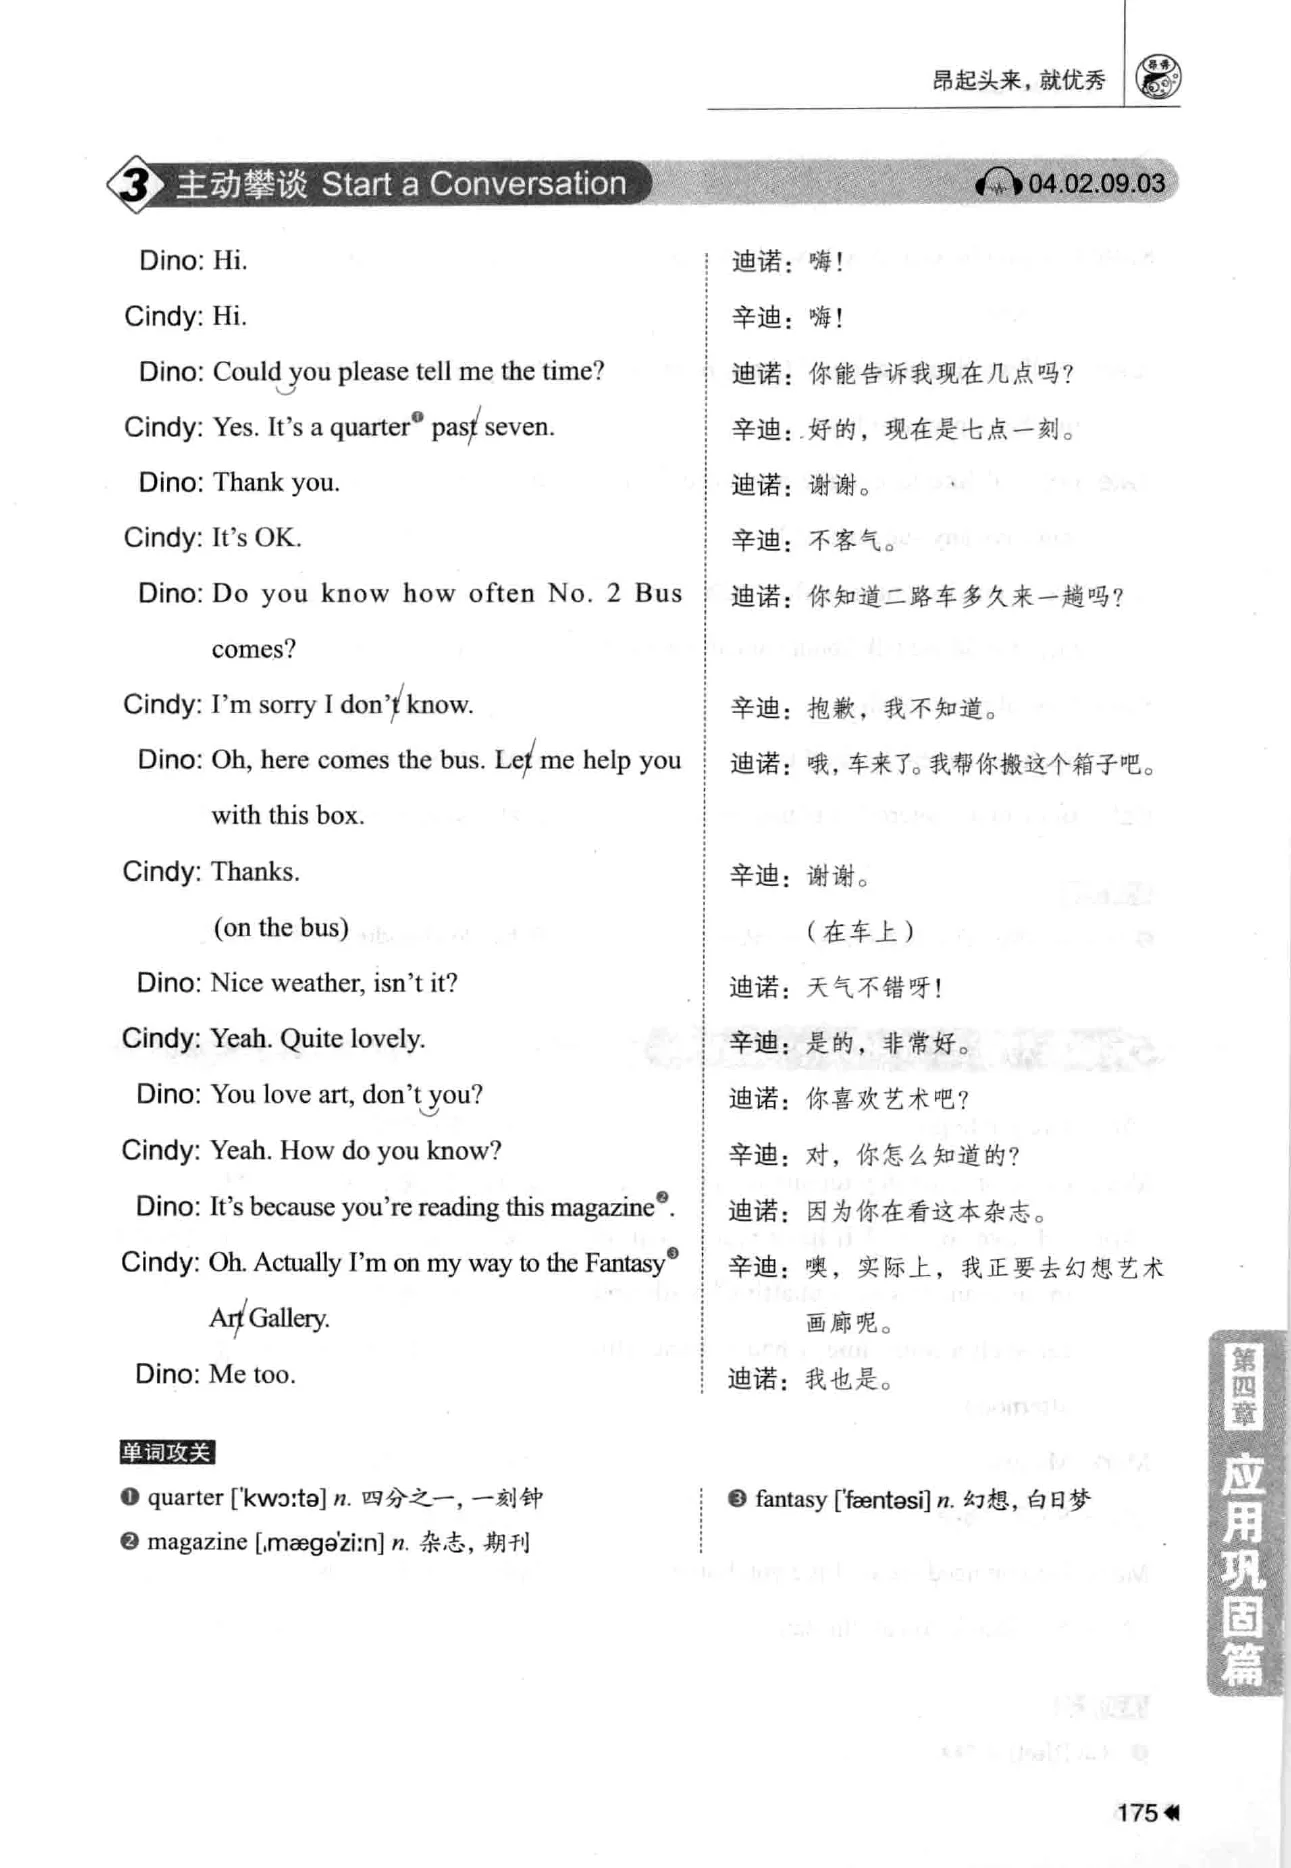 昂起头来，就优秀
昂秀
3 主动攀谈 Start a Conversation 04.02.09.03
Dino: Hi.
Cindy: Hi.
Dino: Could you please tell me the time?
Cindy: Yes. It's a quarter❶ past seven.
Dino: Thank you.
Cindy: It's OK.
Dino: Do you know how often No. 2 Bus
comes?
Cindy: I'm sorry I don't know.
Dino: Oh, here comes the bus. Let me help you
with this box.
Cindy: Thanks.
(on the bus)
Dino: Nice weather, isn't it?
Cindy: Yeah. Quite lovely.
Dino: You love art, don't you?
Cindy: Yeah. How do you know?
Dino: It's because you're reading this magazine❷.
Cindy: Oh. Actually I'm on my way to the Fantasy❸
Art Gallery.
Dino: Me too.
迪诺：嗨！
辛迪：嗨！
迪诺：你能告诉我现在几点吗？
辛迪：好的，现在是七点一刻。
迪诺：谢谢。
辛迪：不客气。
迪诺：你知道二路车多久来一趟吗？
辛迪：抱歉，我不知道。
迪诺：哦，车来了。我帮你搬这个箱子吧。
辛迪：谢谢。
（在车上）
迪诺：天气不错呀！
辛迪：是的，非常好。
迪诺：你喜欢艺术吧？
辛迪：对，你怎么知道的？
迪诺：因为你在看这本杂志。
辛迪：噢，实际上，我正要去幻想艺术
画廊呢。
迪诺：我也是。
单词攻关
❶ quarter ['kwɔ:tə] n. 四分之一，一刻钟
❷ magazine [ˌmæɡə'zi:n] n. 杂志，期刊
❸ fantasy ['fæntəsi] n. 幻想，白日梦
第四章 应用巩固篇
175